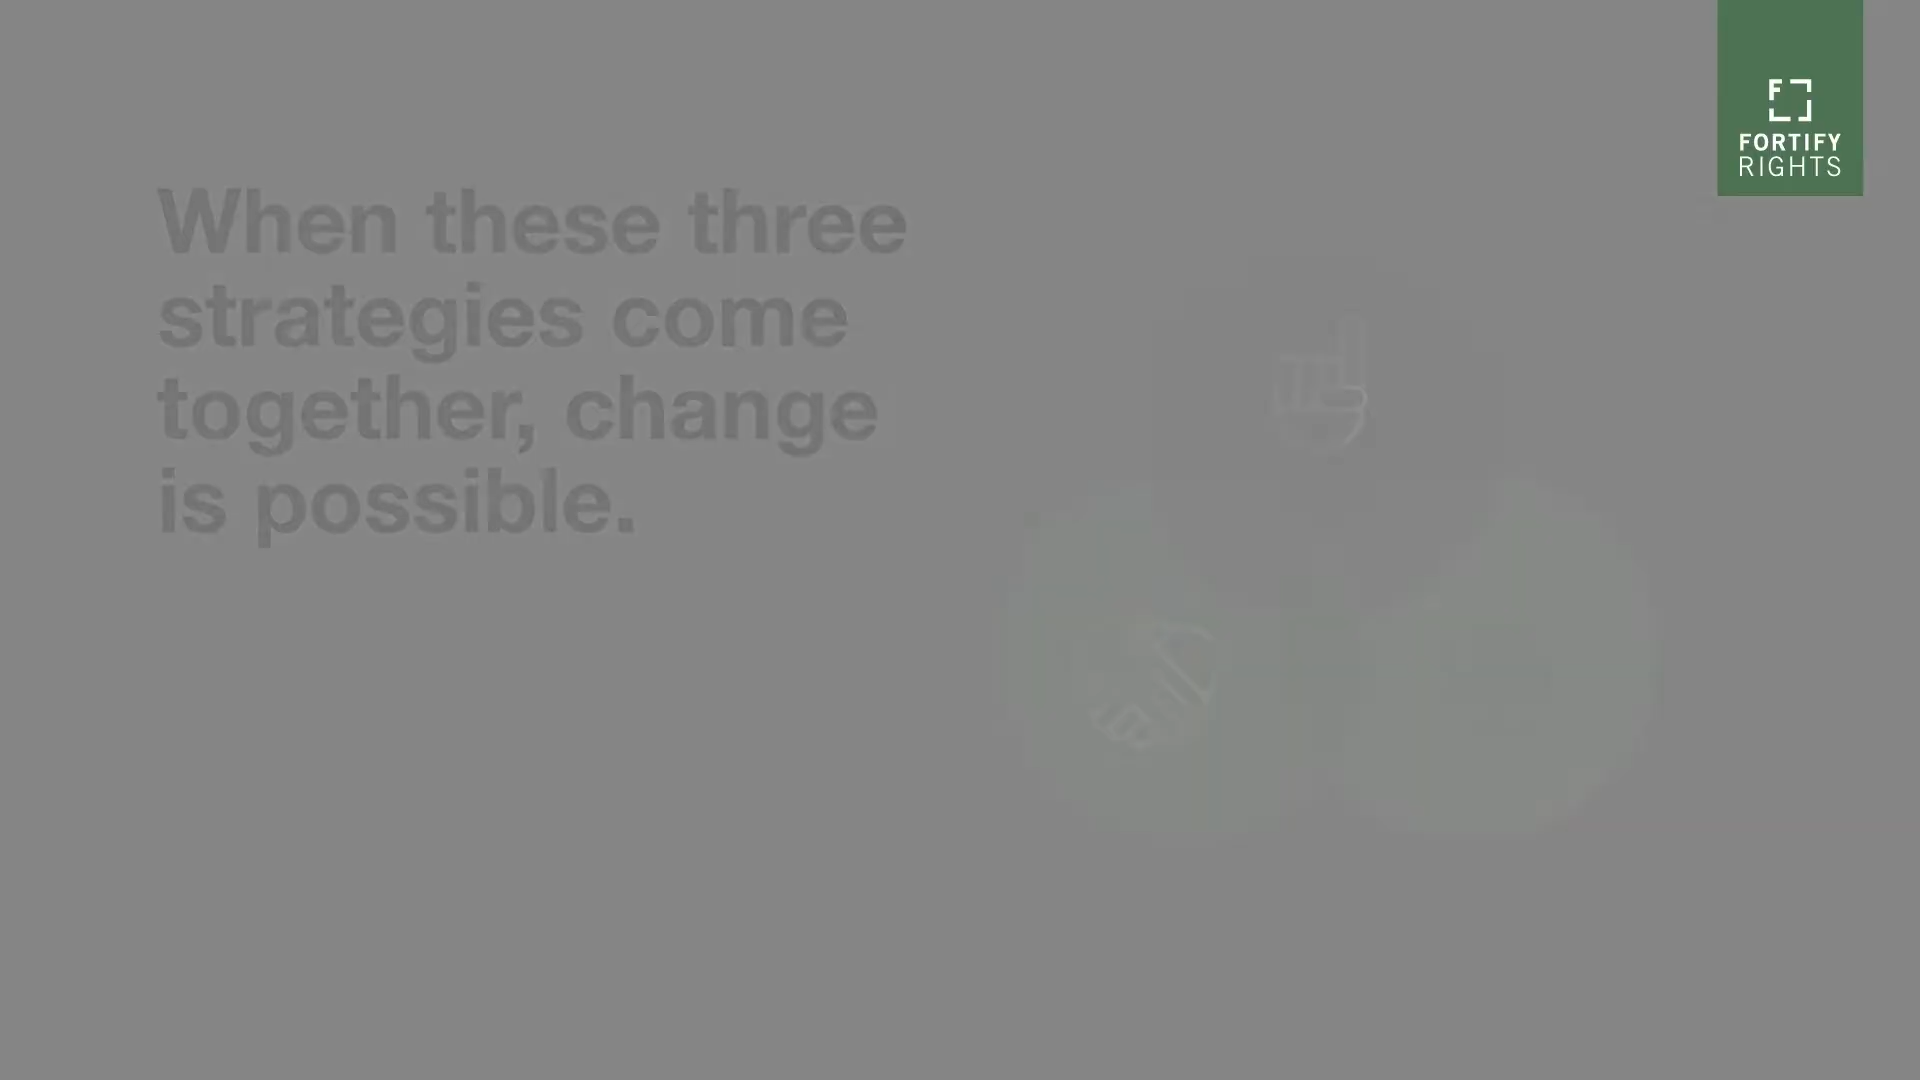 FORTIFY
RIGHTS
When these three
strategies come
together, change
is possible.